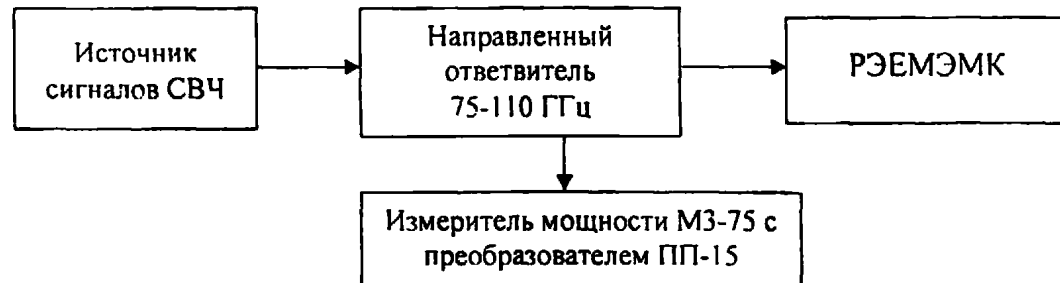 Источник
сигналов СВЧ
Направленный
ответвитель
75-110 ГГц
РЭЕМЭМК
Измеритель мощности М3-75 с
преобразователем ПП-15